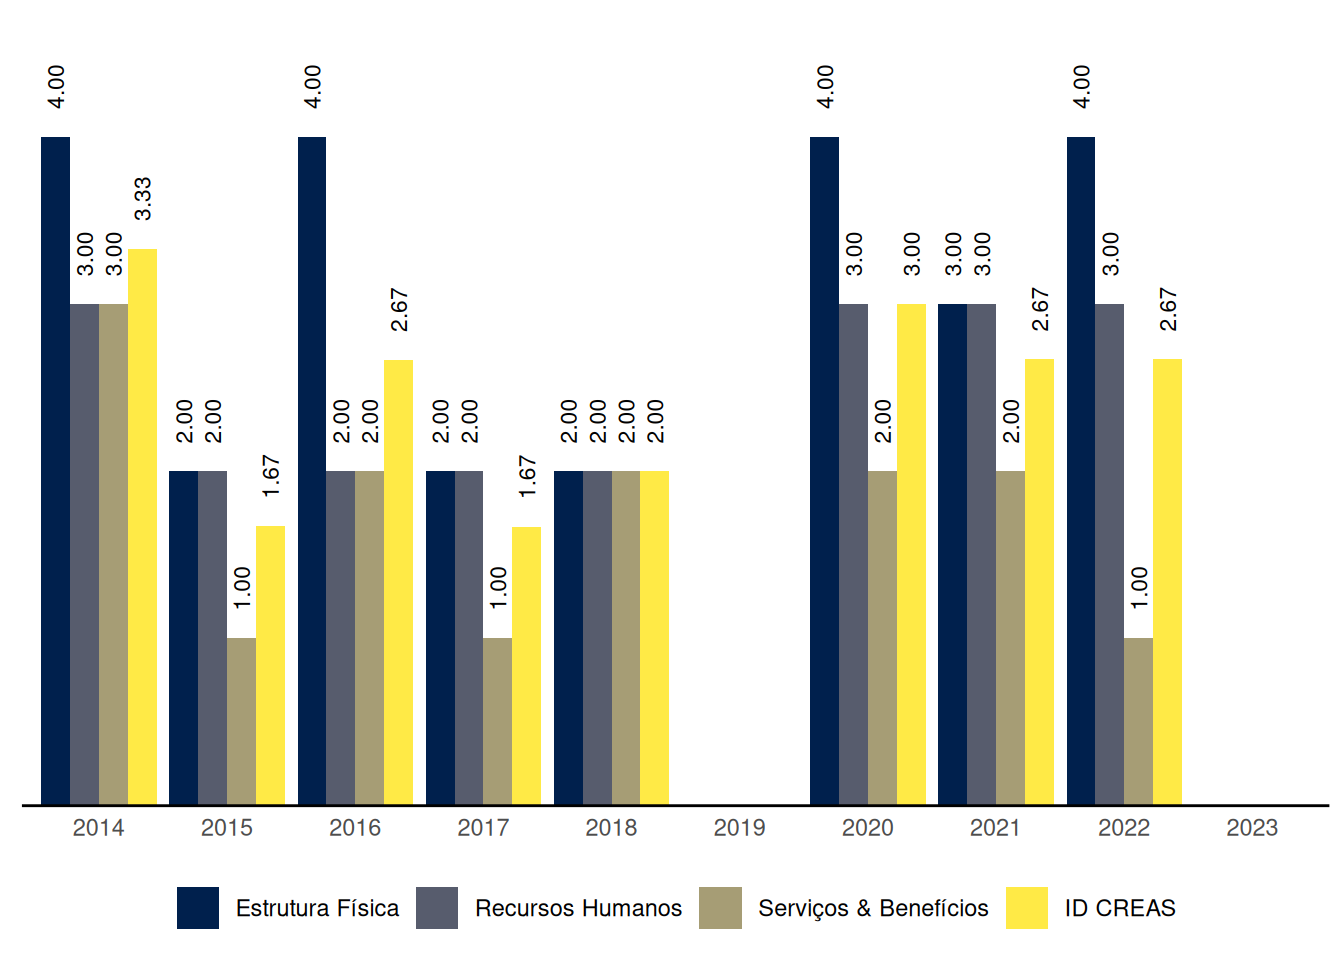 4.00 3.00 3.00 3.33
2.00 2.00 1.00 1.67
4.00 2.00 2.00 2.67
2.00 2.00 1.00 1.67
2.00 2.00 2.00 2.00
4.00 3.00 2.00 3.00
3.00 3.00 2.00 2.67
4.00 3.00 1.00 2.67
2014 2015 2016 2017 2018 2019 2020 2021 2022 2023
Estrutura Física Recursos Humanos Serviços & Benefícios ID CREAS